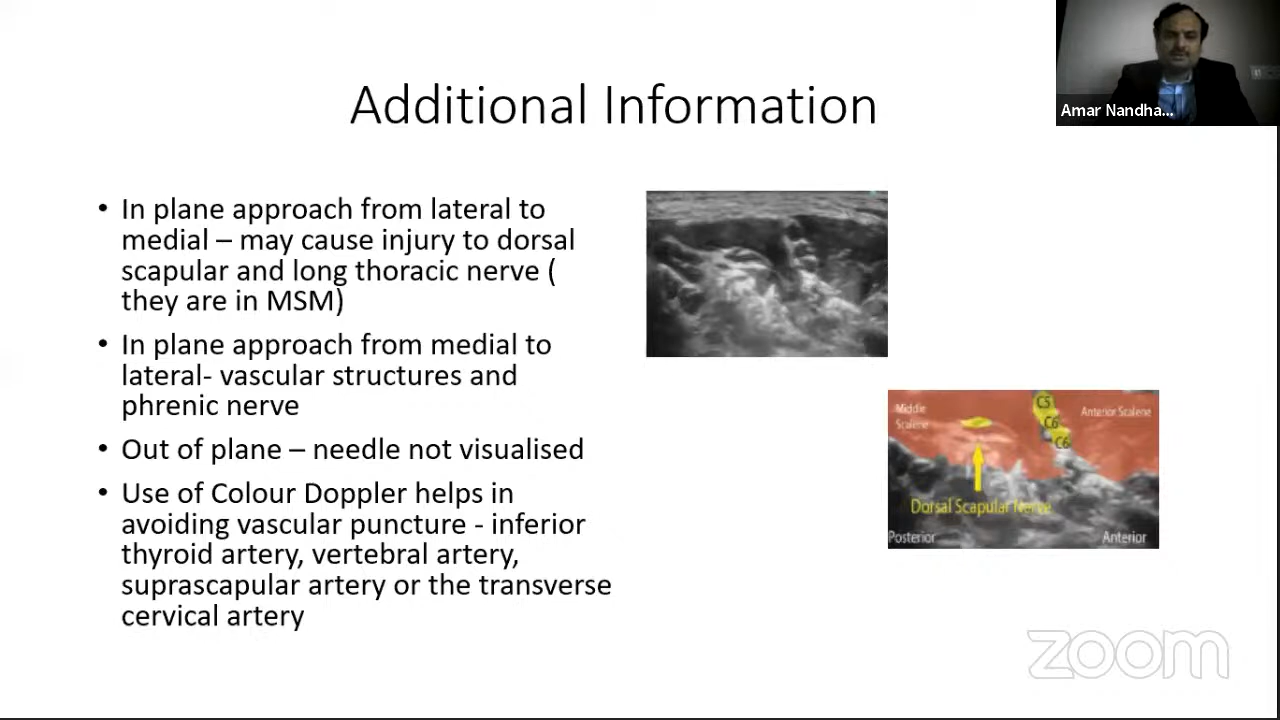 Additional Information
Amar Nandha...
• In plane approach from lateral to
medial – may cause injury to dorsal
scapular and long thoracic nerve (
they are in MSM)
• In plane approach from medial to
lateral- vascular structures and
phrenic nerve
• Out of plane – needle not visualised
• Use of Colour Doppler helps in
avoiding vascular puncture - inferior
thyroid artery, vertebral artery,
suprascapular artery or the transverse
cervical artery
Middle
Scalene
C5
C6
C6
Anterior Scalene
Dorsal Scapular Nerve
Posterior
Anterior
zoom